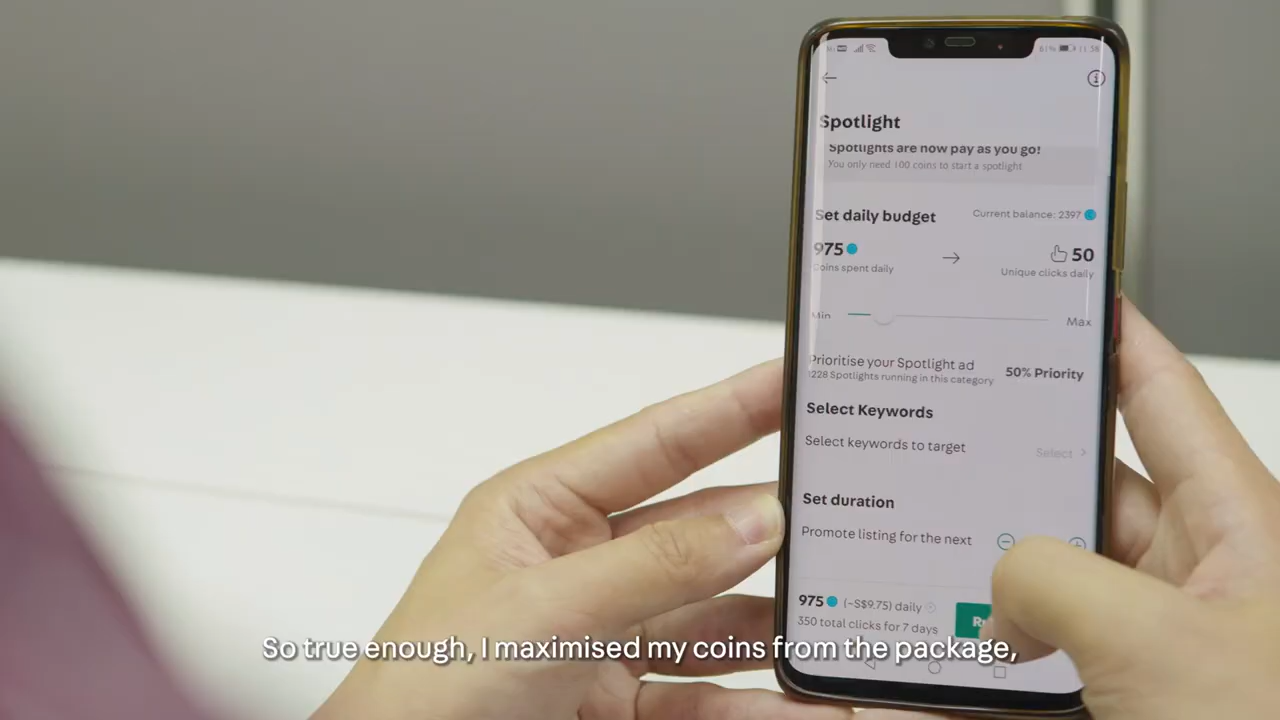 61% 11:58
Spotlight
Spotlights are now pay as you go!
You only need 100 coins to start a spotlight
Set daily budget
Current balance: 2397
975
50
Coins spent daily
Unique clicks daily
Min
Max
Prioritise your Spotlight ad
50% Priority
1228 Spotlights running in this category
Select Keywords
Select keywords to target
Select >
Set duration
Promote listing for the next
975 (~S$9.75) daily
350 total clicks for 7 days
So true enough, I maximised my coins from the package,